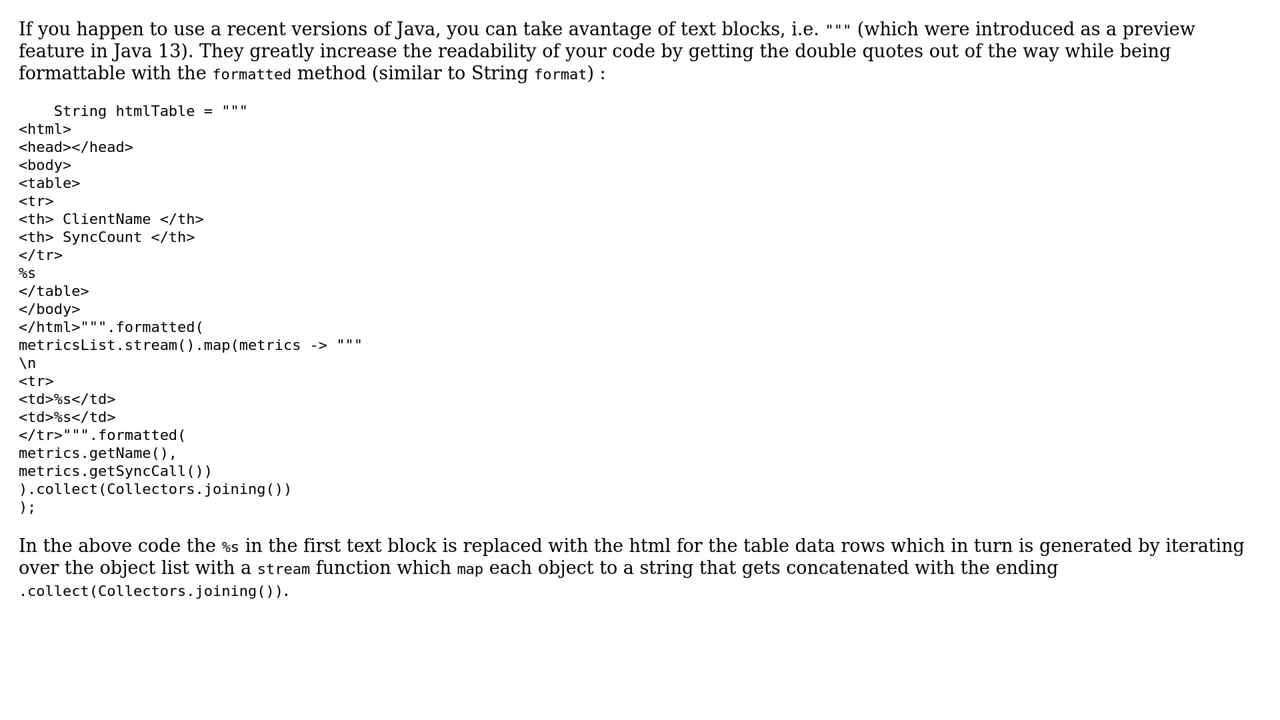 If you happen to use a recent versions of Java, you can take avantage of text blocks, i.e. """ (which were introduced as a preview
feature in Java 13). They greatly increase the readability of your code by getting the double quotes out of the way while being
formattable with the formatted method (similar to String format) :
    String htmlTable = """
<html>
<head></head>
<body>
<table>
<tr>
<th> ClientName </th>
<th> SyncCount </th>
</tr>
%s
</table>
</body>
</html>""".formatted(
metricsList.stream().map(metrics -> """
\n
<tr>
<td>%s</td>
<td>%s</td>
</tr>""".formatted(
metrics.getName(),
metrics.getSyncCall())
).collect(Collectors.joining())
);
In the above code the %s in the first text block is replaced with the html for the table data rows which in turn is generated by iterating
over the object list with a stream function which map each object to a string that gets concatenated with the ending
.collect(Collectors.joining()).